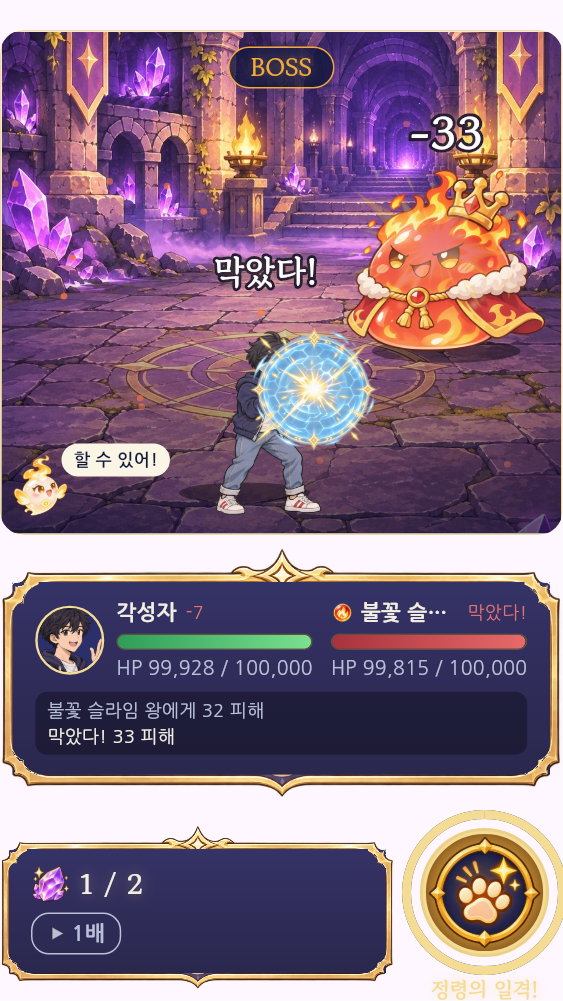 BOSS
-33
막았다!
할 수 있어!
각성자 -7
불꽃 슬··· 막았다!
HP 99,928 / 100,000
HP 99,815 / 100,000
불꽃 슬라임 왕에게 32 피해
막았다! 33 피해
1 / 2
▶ 1배
정령의 일격!